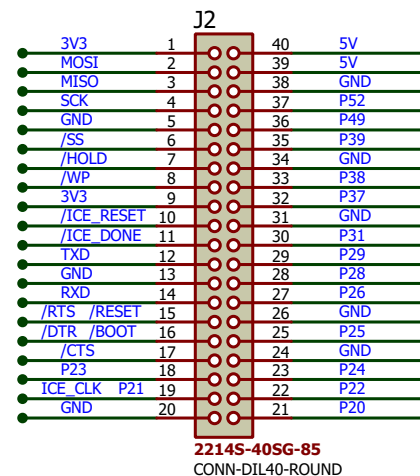 J2
3V3 1 40 5V
MOSI 2 39 5V
MISO 3 38 GND
SCK 4 37 P52
GND 5 36 P49
/SS 6 35 P39
/HOLD 7 34 GND
/WP 8 33 P38
3V3 9 32 P37
/ICE_RESET 10 31 GND
/ICE_DONE 11 30 P31
TXD 12 29 P29
GND 13 28 P28
RXD 14 27 P26
/RTS /RESET 15 26 GND
/DTR /BOOT 16 25 P25
/CTS 17 24 GND
P23 18 23 P24
ICE_CLK P21 19 22 P22
GND 20 21 P20
2214S-40SG-85
CONN-DIL40-ROUND